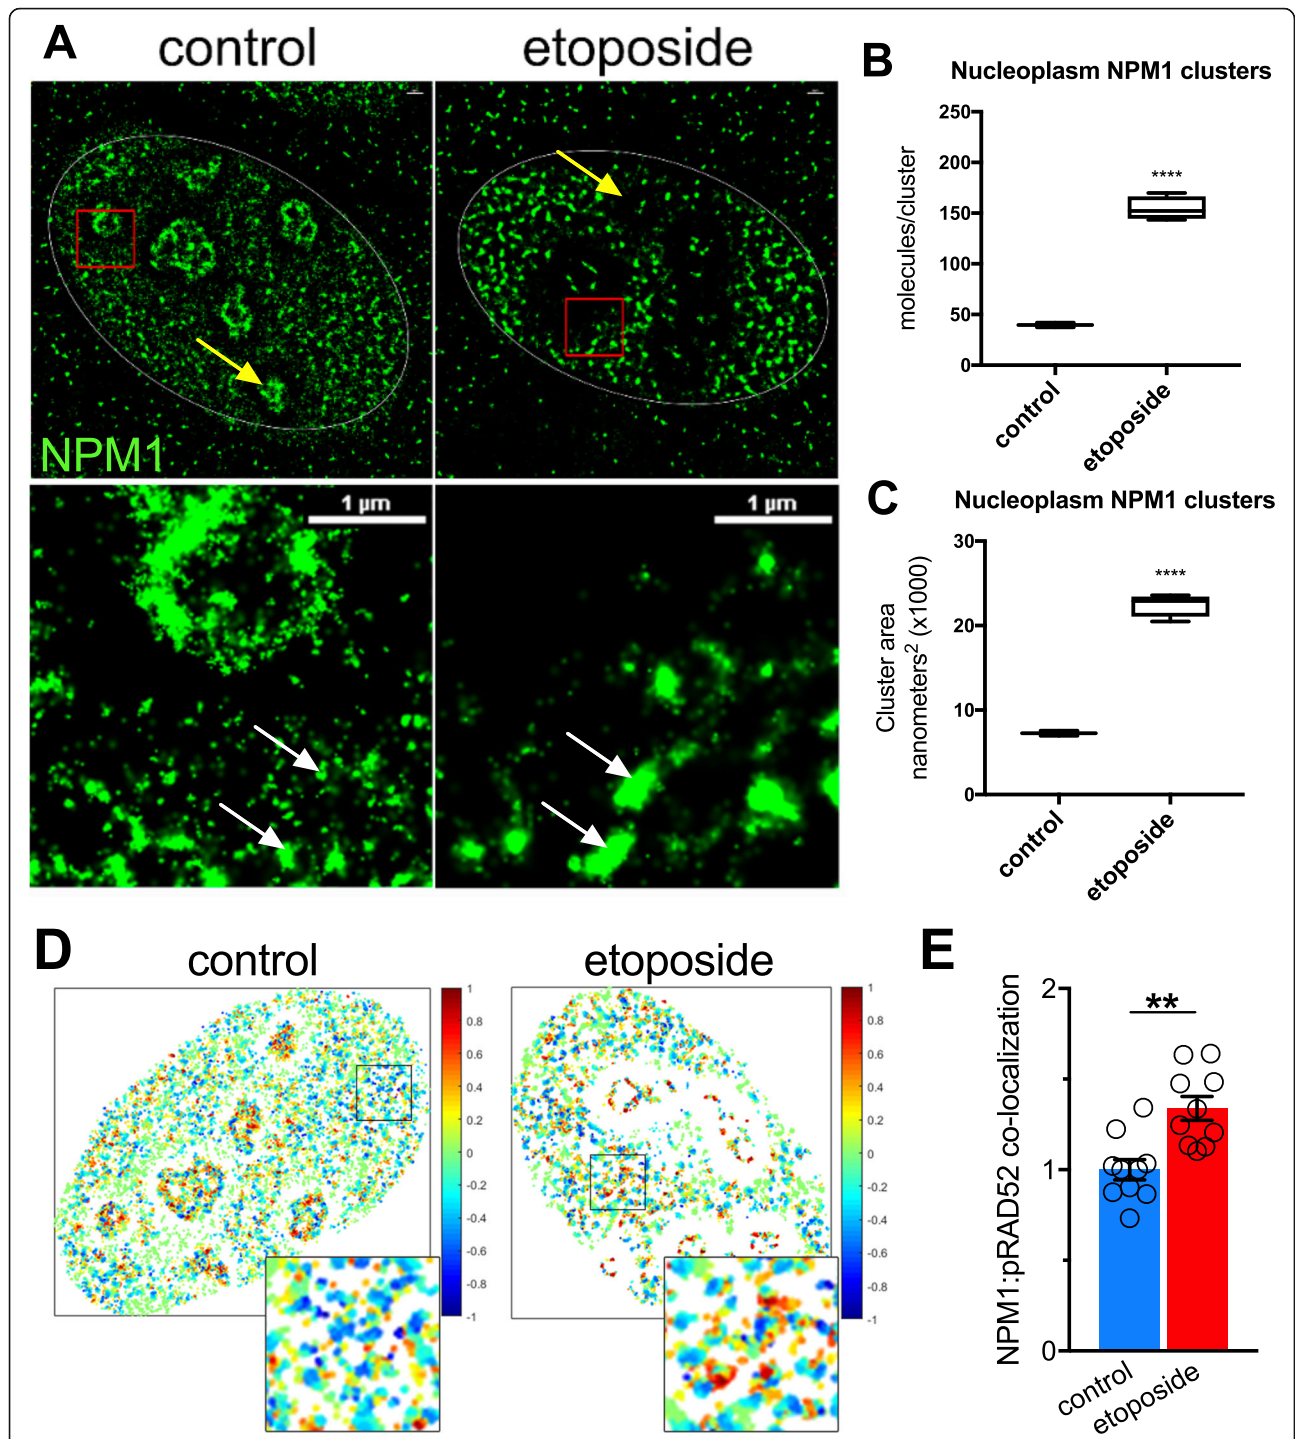 A
control
etoposide
NPM1
1 µm
1 µm
B
Nucleoplasm NPM1 clusters
molecules/cluster
250
200
150
100
50
0
****
control
etoposide
C
Nucleoplasm NPM1 clusters
Cluster area
nanometers² (x1000)
30
20
10
0
****
control
etoposide
D
control
etoposide
1
0.8
0.6
0.4
0.2
0
-0.2
-0.4
-0.6
-0.8
-1
1
0.8
0.6
0.4
0.2
0
-0.2
-0.4
-0.6
-0.8
-1
E
NPM1:pRAD52 co-localization
2
1
0
**
control
etoposide